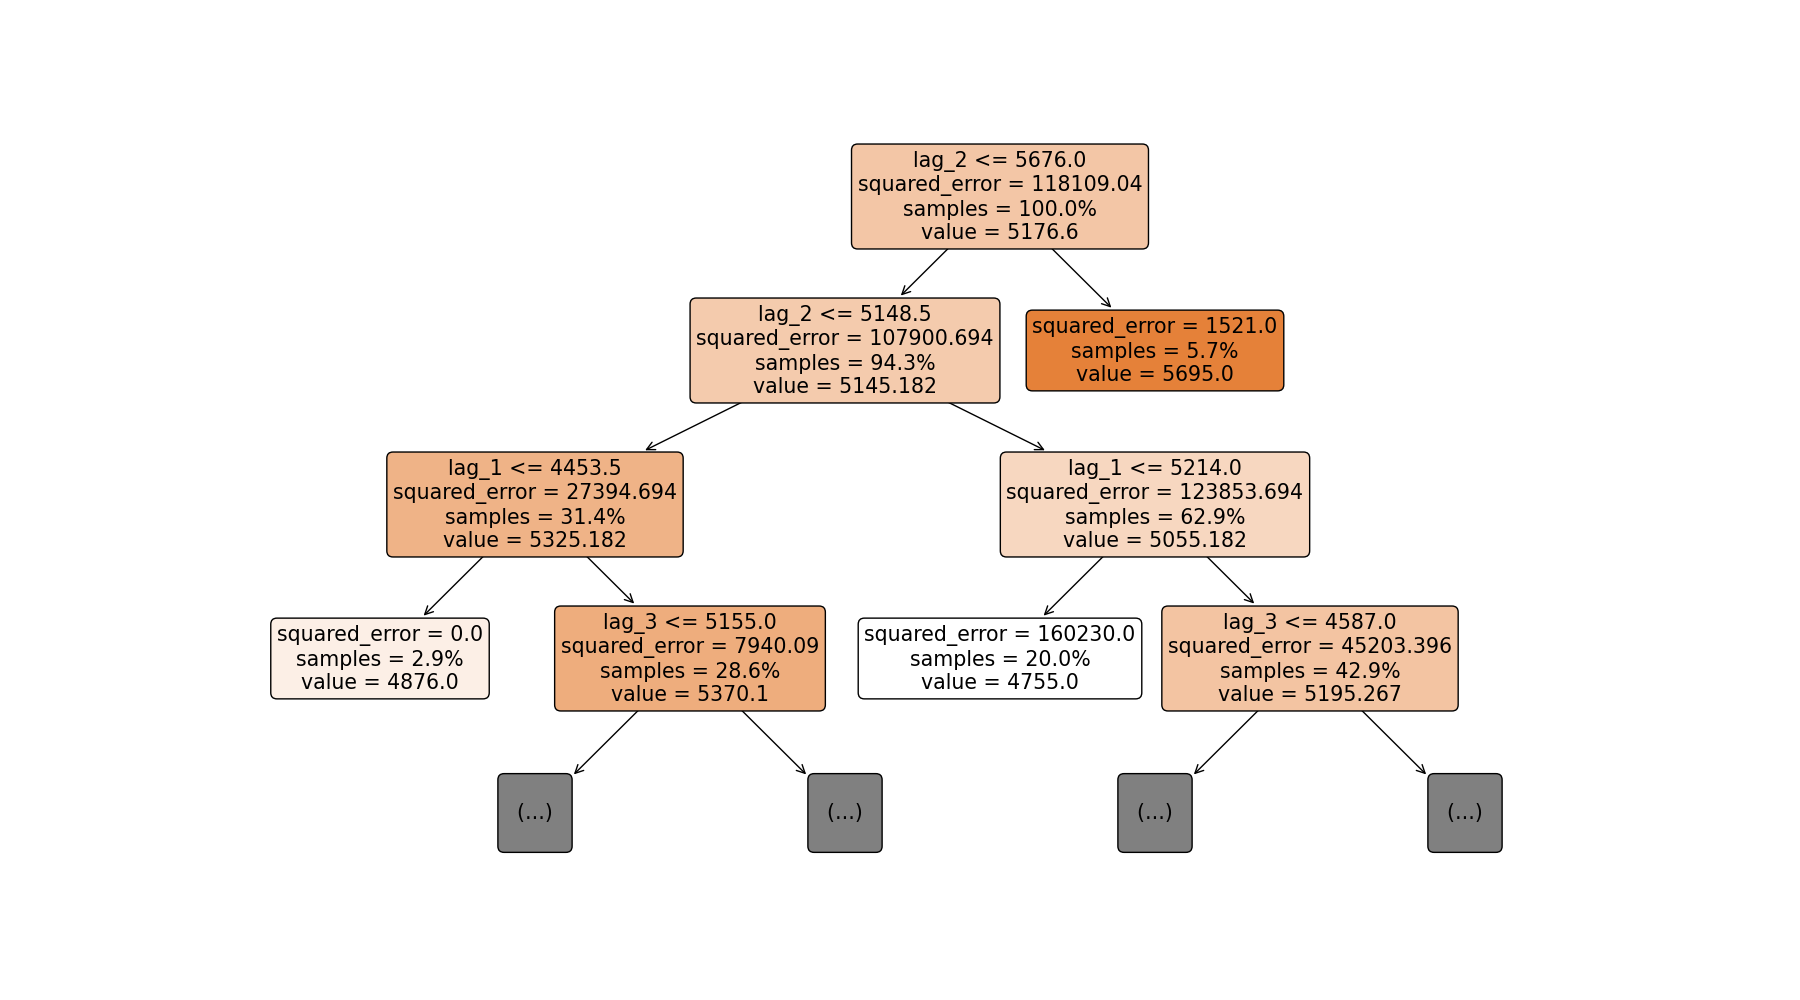 lag_2 <= 5676.0
squared_error = 118109.04
samples = 100.0%
value = 5176.6
lag_2 <= 5148.5
squared_error = 107900.694
samples = 94.3%
value = 5145.182
squared_error = 1521.0
samples = 5.7%
value = 5695.0
lag_1 <= 4453.5
squared_error = 27394.694
samples = 31.4%
value = 5325.182
lag_1 <= 5214.0
squared_error = 123853.694
samples = 62.9%
value = 5055.182
squared_error = 0.0
samples = 2.9%
value = 4876.0
lag_3 <= 5155.0
squared_error = 7940.09
samples = 28.6%
value = 5370.1
squared_error = 160230.0
samples = 20.0%
value = 4755.0
lag_3 <= 4587.0
squared_error = 45203.396
samples = 42.9%
value = 5195.267
(...)
(...)
(...)
(...)